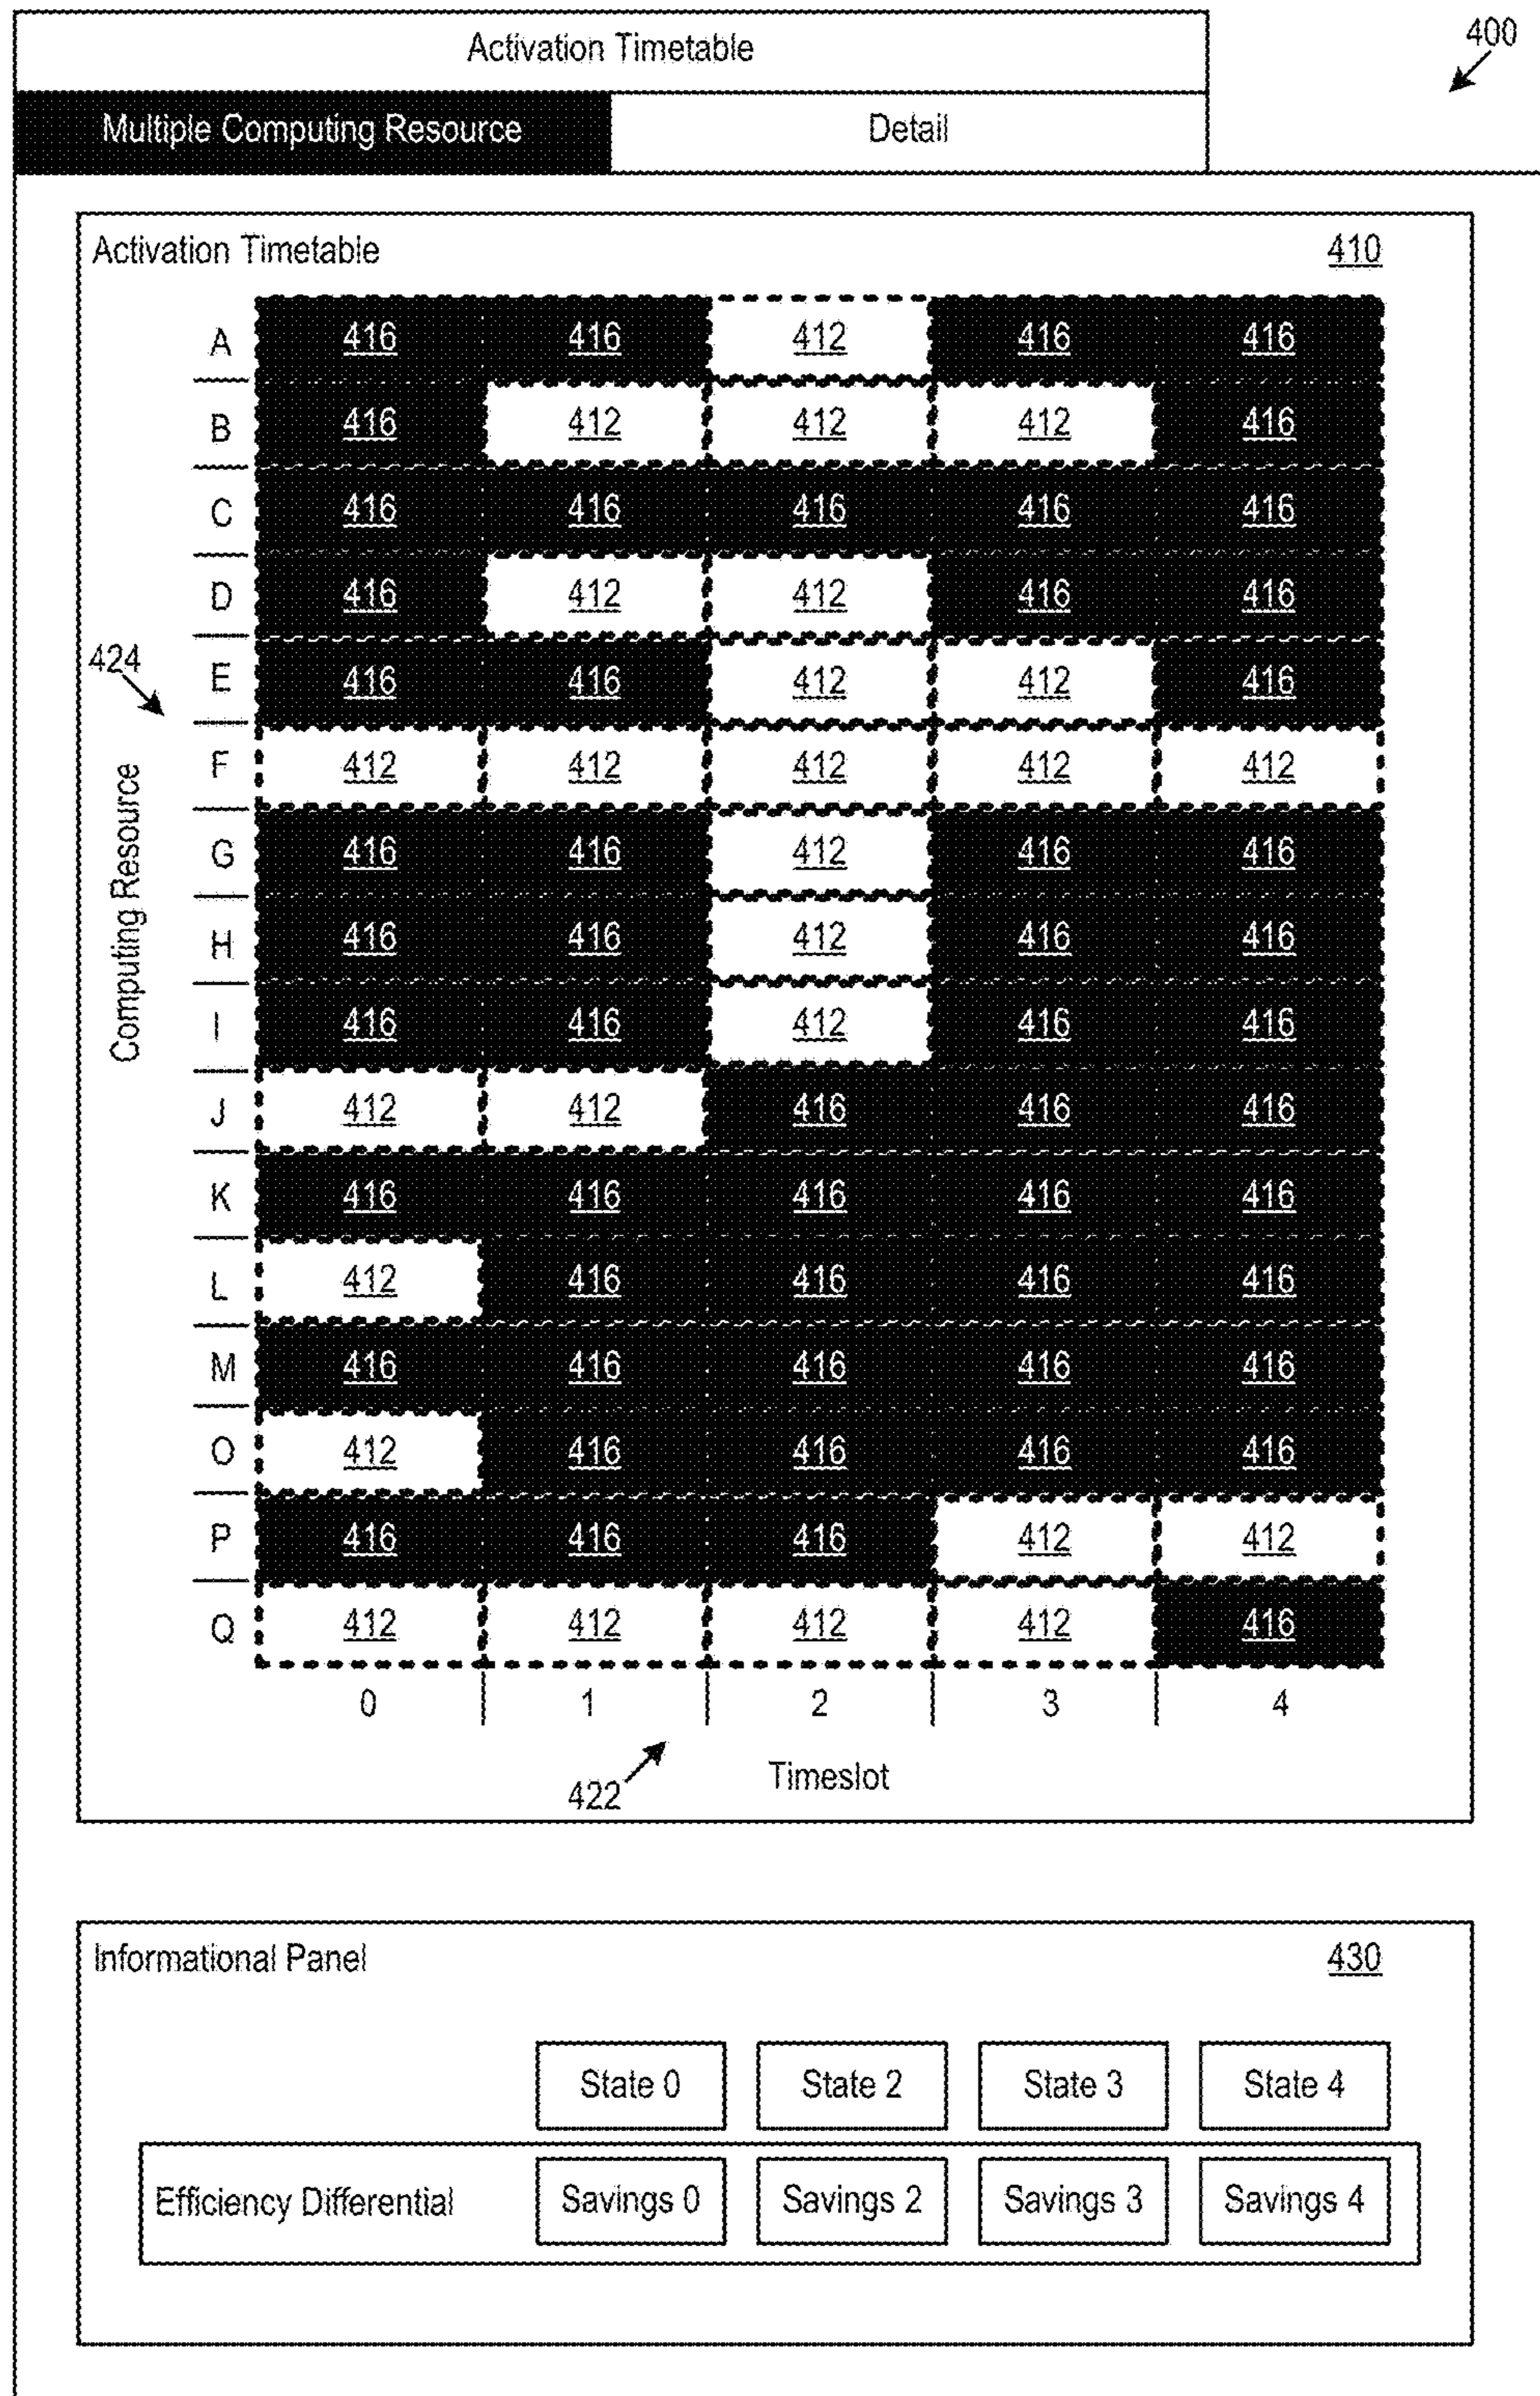 Activation Timetable
400
Multiple Computing Resource Detail
Activation Timetable 410
A 416 416 412 416 416
B 416 412 412 412 416
C 416 416 416 416 416
D 416 412 412 416 416
424
E 416 416 412 412 416
F 412 412 412 412 412
Computing Resource
G 416 416 412 416 416
H 416 416 412 416 416
I 416 416 412 416 416
J 412 412 416 416 416
K 416 416 416 416 416
L 412 416 416 416 416
M 416 416 416 416 416
O 412 416 416 416 416
P 416 416 416 412 412
Q 412 412 412 412 416
0 1 2 3 4
422
Timeslot
Informational Panel 430
State 0 State 2 State 3 State 4
Efficiency Differential Savings 0 Savings 2 Savings 3 Savings 4